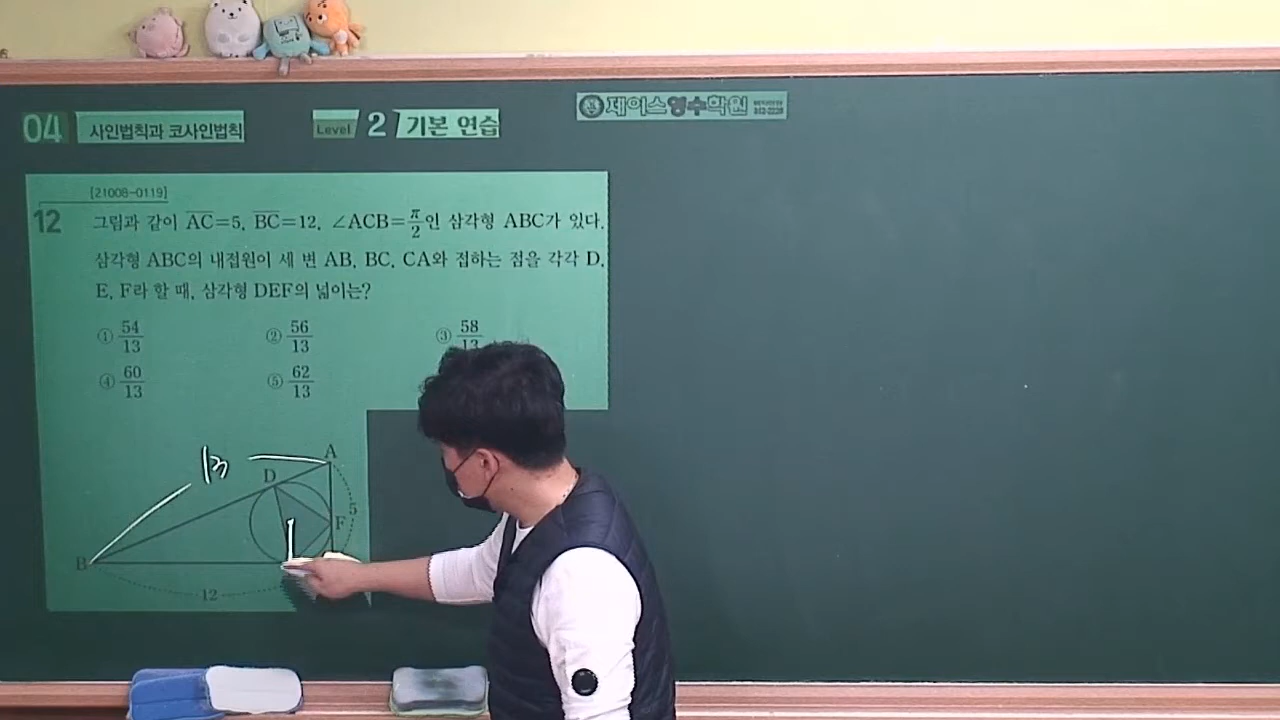 04 사인법칙과 코사인법칙 Level 2 기본 연습
제이스영수학원
[21008-0119]
12 그림과 같이 AC=5, BC=12, ∠ACB=π/2인 삼각형 ABC가 있다.
삼각형 ABC의 내접원이 세 변 AB, BC, CA와 접하는 점을 각각 D,
E, F라 할 때, 삼각형 DEF의 넓이는?
① 54/13 ② 56/13 ③ 58/13
④ 60/13 ⑤ 62/13
13
A
D
5
F
B
12